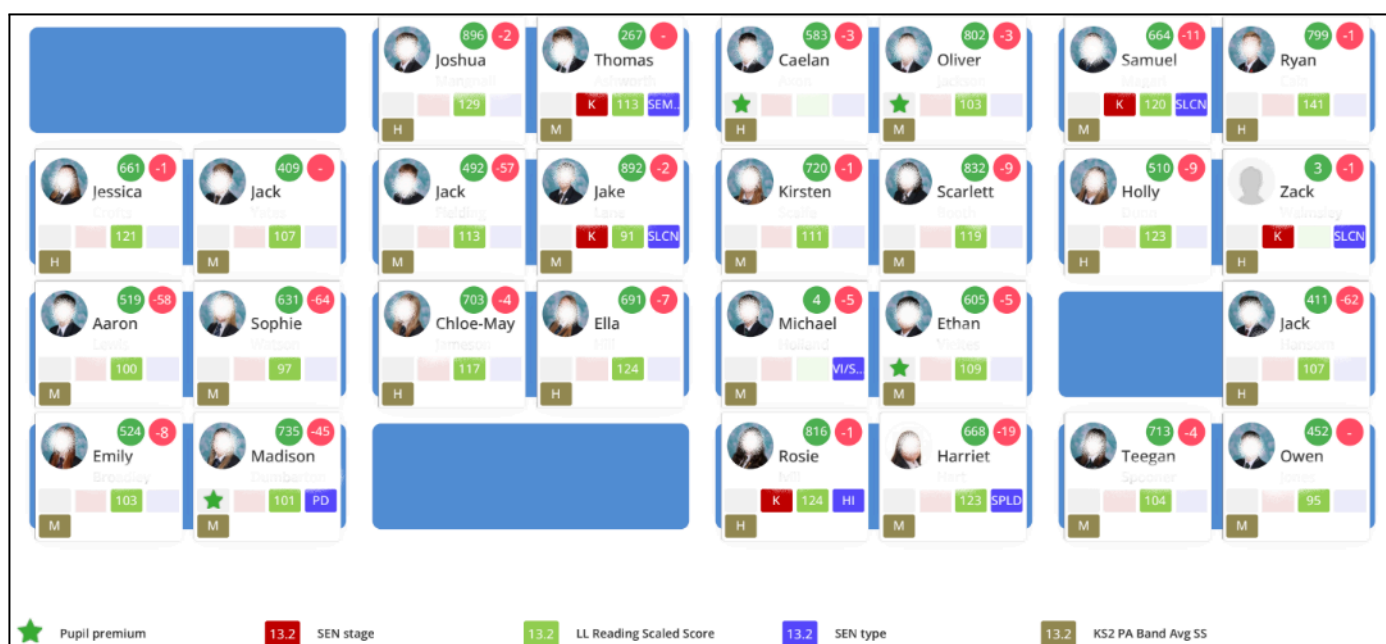 896 -2 267 - 583 -3 802 -3 664 -11 799 -1
Joshua Thomas Caelan Oliver Samuel Ryan
129 K 113 SEM.. 103 K 120 SLCN 141
H M H M M H
661 -1 409 - 492 -57 892 -2 720 -1 832 -9 510 -9 3 -1
Jessica Jack Jack Jake Kirsten Scarlett Holly Zack
121 107 113 K 91 SLCN 111 119 123 K SLCN
H M M M M M H H
519 -58 631 -64 703 -4 691 -7 4 -5 605 -5 411 -62
Aaron Sophie Chloe-May Ella Michael Ethan Jack
100 97 117 124 VI/S... 109 107
M M H H M M H
524 -8 735 -45 816 -1 668 -19 713 -4 452 -
Emily Madison Rosie Harriet Teegan Owen
103 101 PD K 124 HI 123 SPLD 104 95
M M H M M M
Pupil premium 13.2 SEN stage 13.2 LL Reading Scaled Score 13.2 SEN type 13.2 KS2 PA Band Avg SS